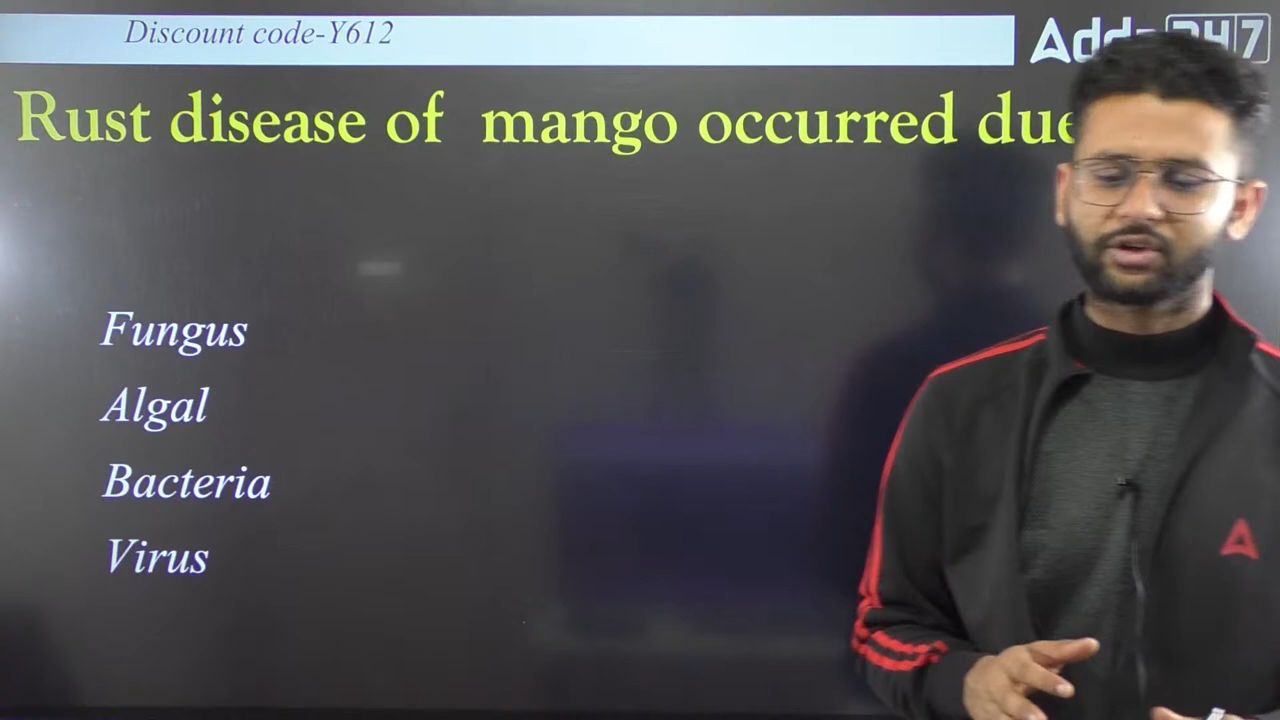 Discount code-Y612
Rust disease of mango occurred due
Fungus
Algal
Bacteria
Virus